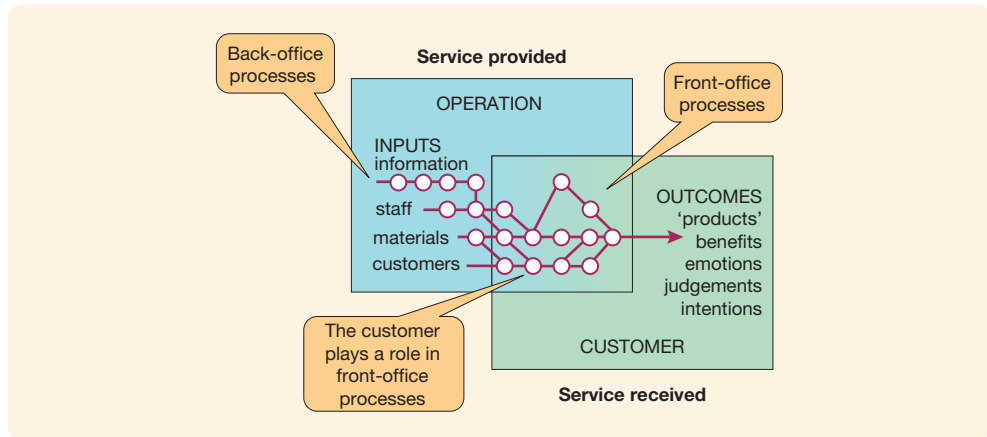 Back-office
processes
Service provided
Front-office
processes
OPERATION
INPUTS
information
staff
materials
customers
OUTCOMES
'products'
benefits
emotions
judgements
intentions
The customer
plays a role in
front-office
processes
CUSTOMER
Service received